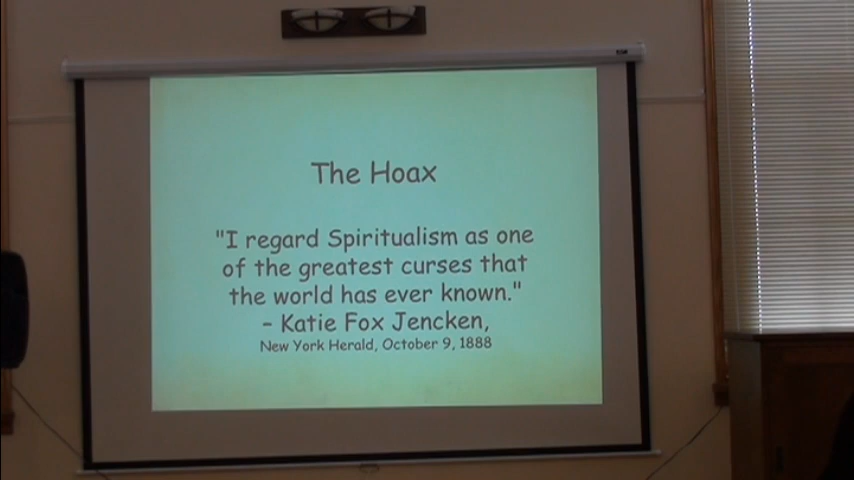 The Hoax
"I regard Spiritualism as one
of the greatest curses that
the world has ever known."
– Katie Fox Jencken,
New York Herald, October 9, 1888